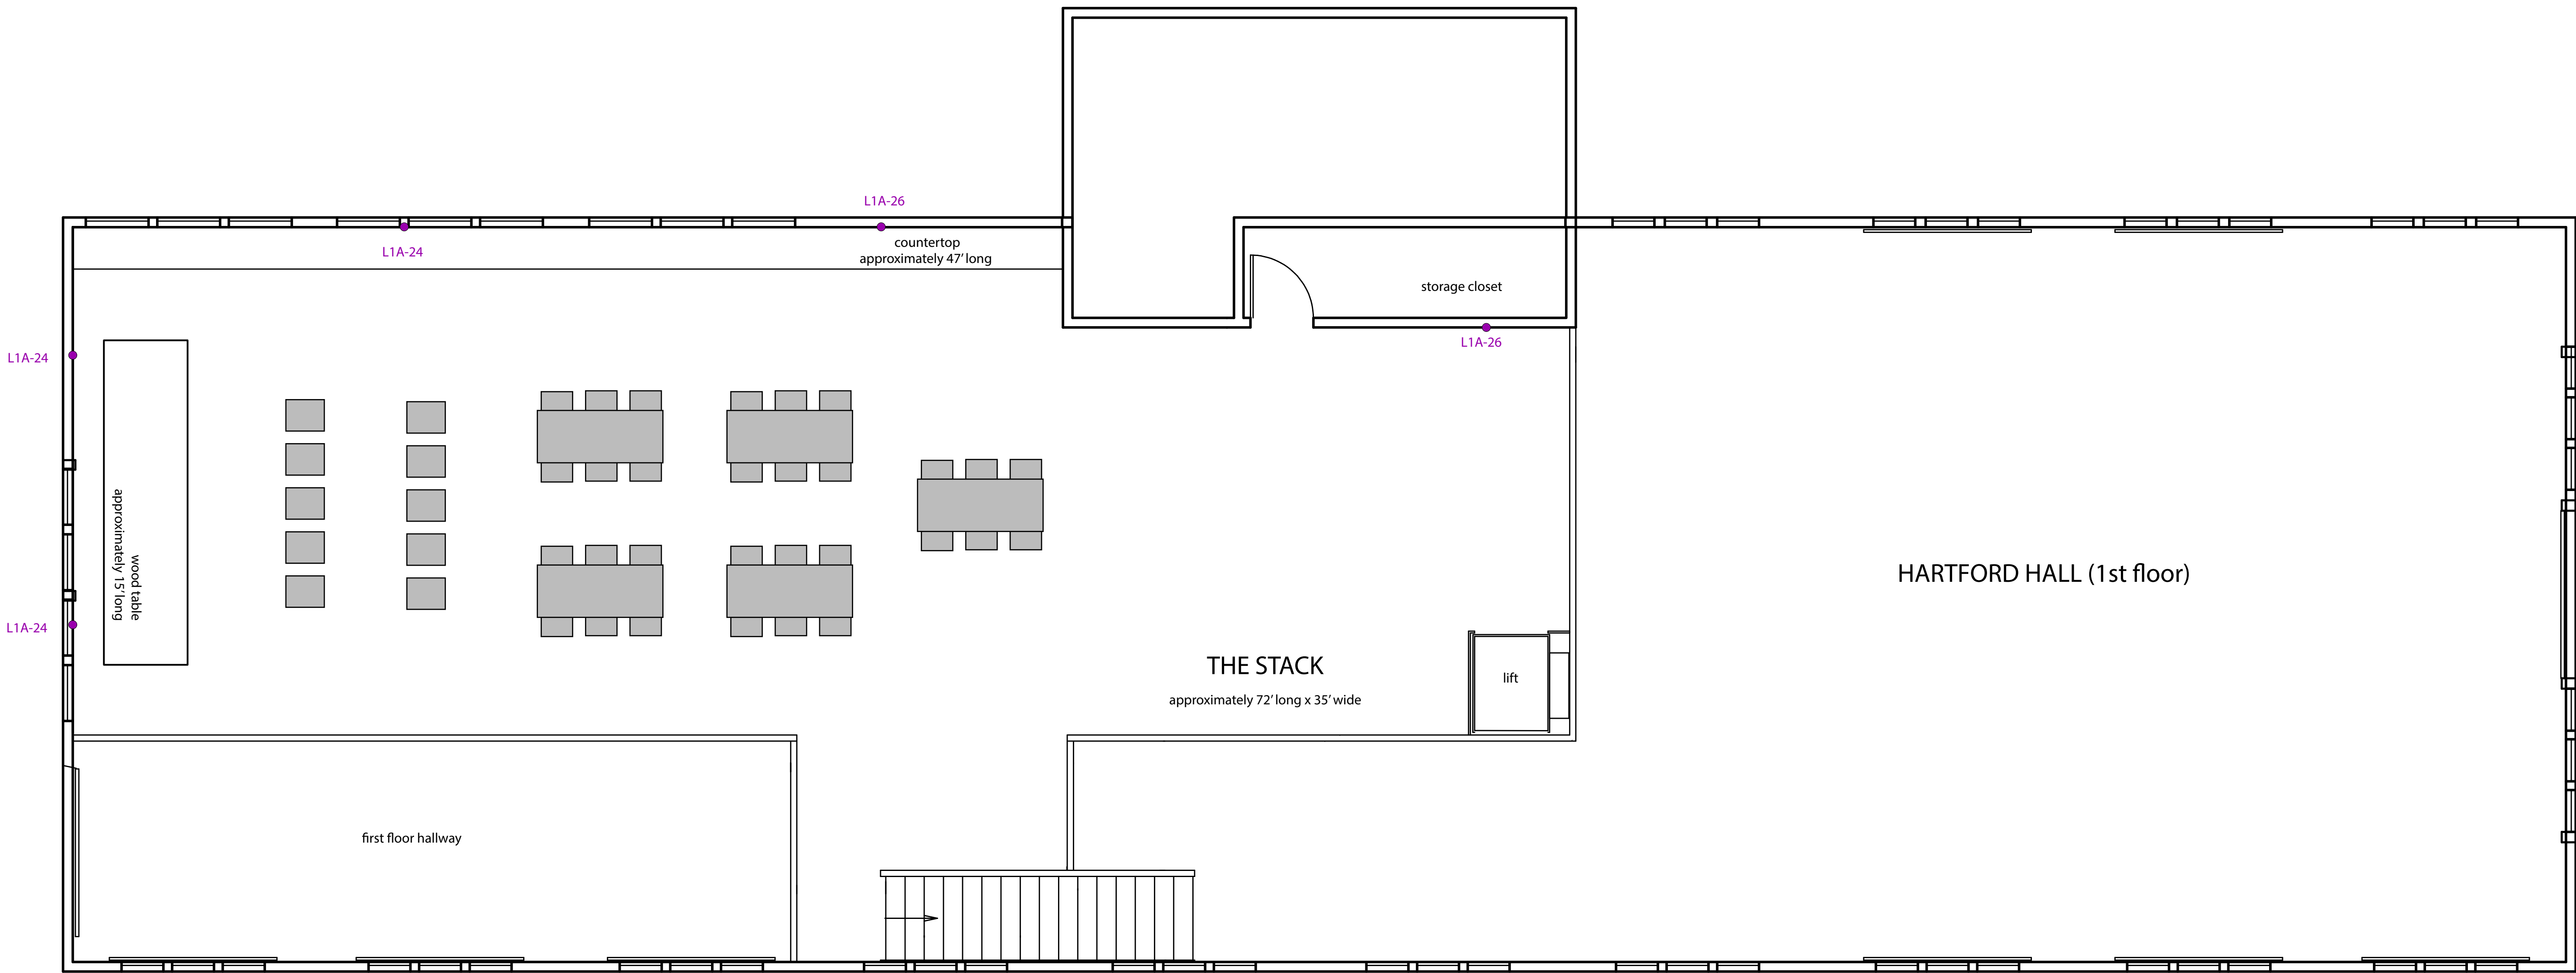 L1A-26
L1A-24
countertop
approximately 47' long
storage closet
L1A-26
L1A-24
wood table
approximately 15' long
HARTFORD HALL (1st floor)
L1A-24
THE STACK
approximately 72' long x 35' wide
lift
first floor hallway